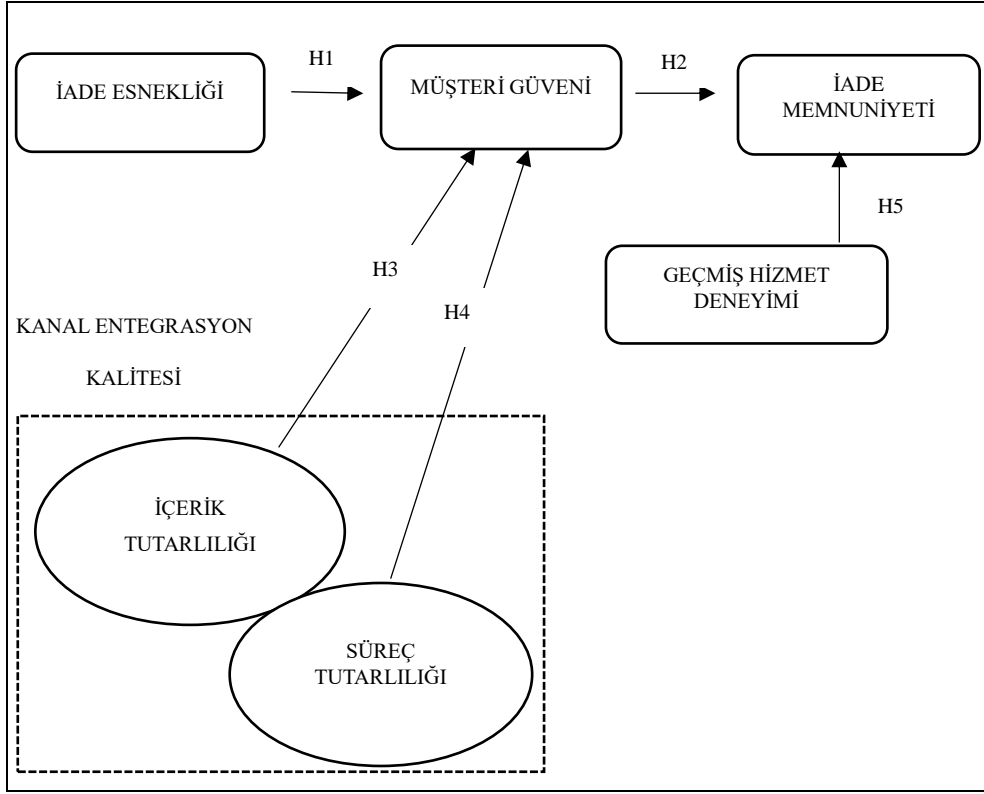 İADE ESNEKLİĞİ
H1
MÜŞTERİ GÜVENİ
H2
İADE
MEMNUNİYETİ
H5
GEÇMİŞ HİZMET
DENEYİMİ
H3
H4
KANAL ENTEGRASYON
KALİTESİ
İÇERİK
TUTARLILIĞI
SÜREÇ
TUTARLILIĞI